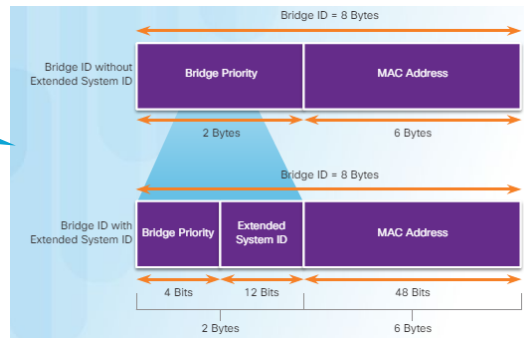 Bridge ID = 8 Bytes
Bridge ID without
Extended System ID
Bridge Priority
MAC Address
2 Bytes
6 Bytes
Bridge ID = 8 Bytes
Bridge ID with
Extended System ID
Bridge Priority
Extended
System ID
MAC Address
4 Bits
12 Bits
48 Bits
2 Bytes
6 Bytes